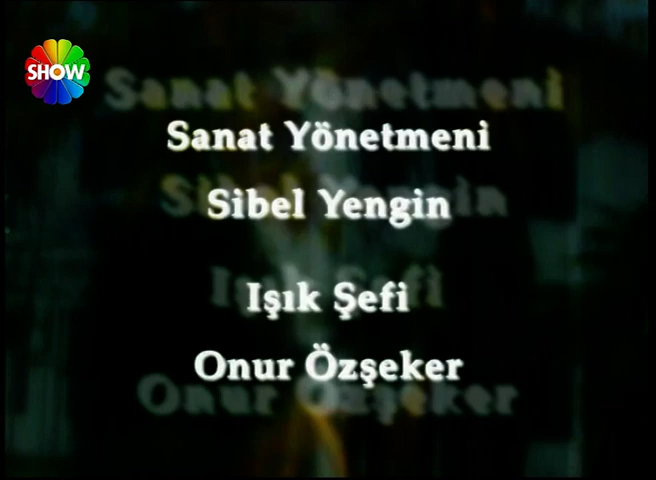 SHOW
Sanat Yönetmeni
Sibel Yengin
Işık Şefi
Onur Özşeker